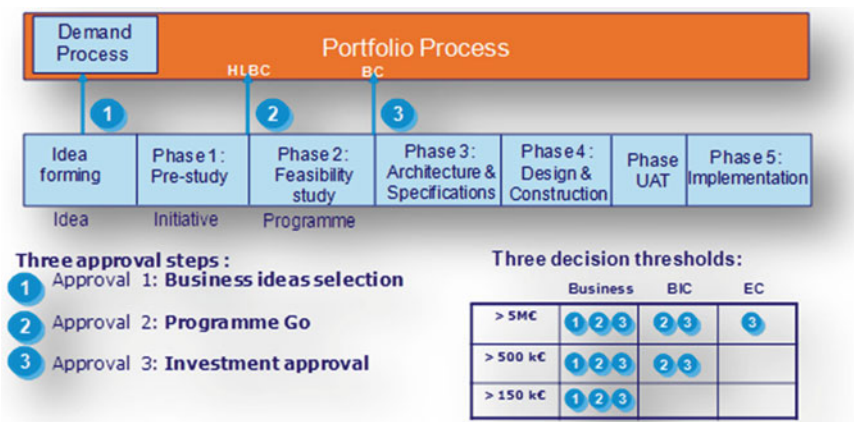 Demand
Process
Portfolio Process
HLBC
BC
1
2
3
Idea
forming
Phase 1:
Pre-study
Phase 2:
Feasibility
study
Phase 3:
Architecture &
Specifications
Phase 4:
Design &
Construction
Phase
UAT
Phase 5:
Implementation
Idea
Initiative
Programme
Three approval steps :
1 Approval 1: Business ideas selection
2 Approval 2: Programme Go
3 Approval 3: Investment approval
Three decision thresholds:
Business BIC EC
> 5M€ 1 2 3 2 3 3
> 500 k€ 1 2 3 2 3
> 150 k€ 1 2 3